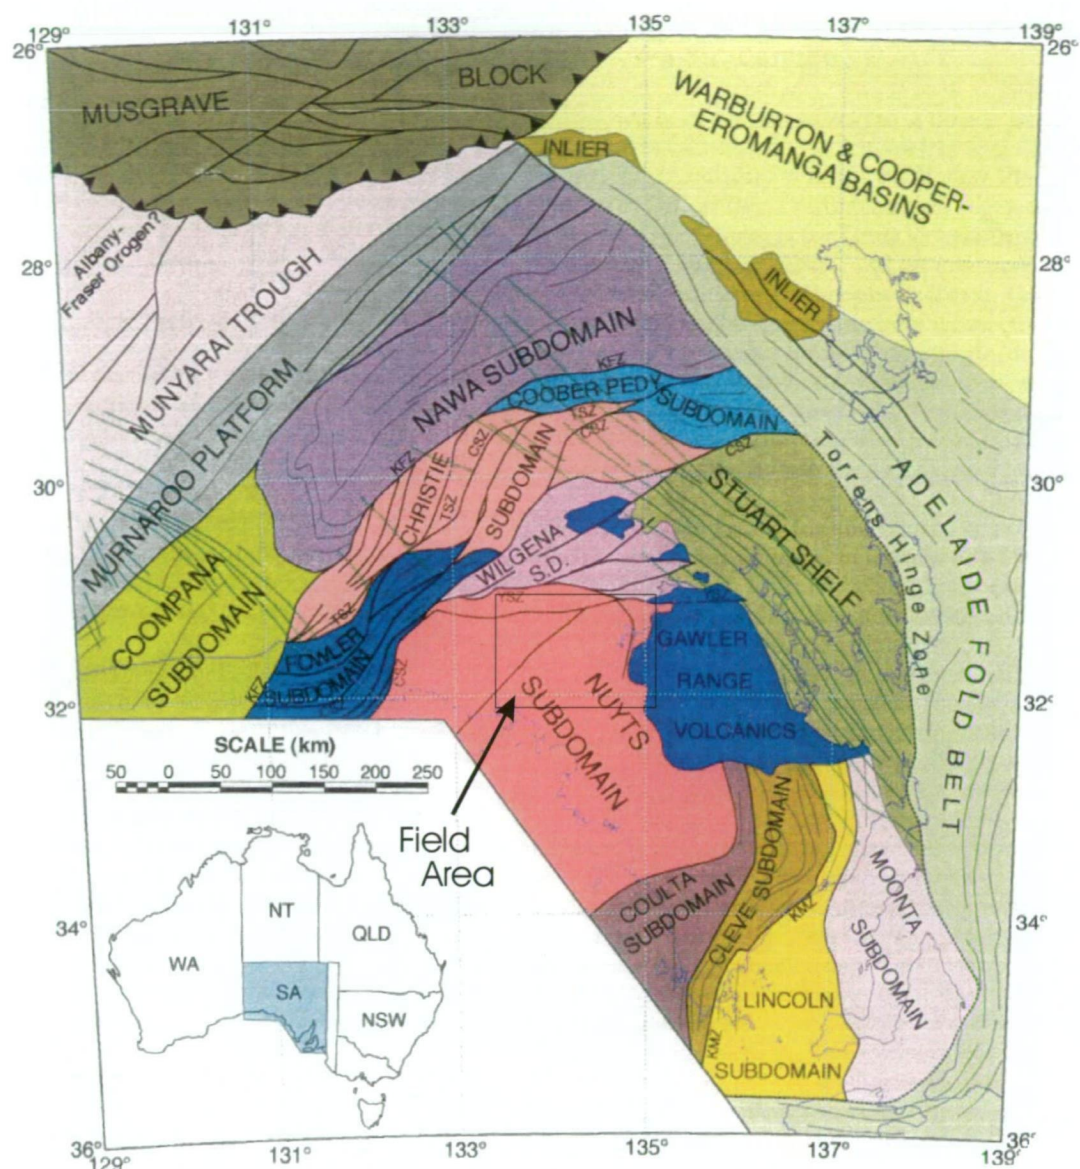 129°
131°
133°
135°
137°
139°
26°
26°
MUSGRAVE
BLOCK
WARBURTON & COOPER-
EROMANGA BASINS
INLIER
Albany-
Fraser Orogen?
28°
28°
INLIER
MUNYARAI TROUGH
NAWA SUBDOMAIN
KFZ
COOBER PEDY
SUBDOMAIN
TSZ
CSZ
CSZ
MURNAROO PLATFORM
KFZ
CSZ
CHRISTIE
TSZ
SUBDOMAIN
30°
30°
STUART SHELF
Torrens Hinge Zone
ADELAIDE FOLD BELT
WILGENA
S.D.
COOMPANA
SUBDOMAIN
TSZ
YSZ
FOWLER
SUBDOMAIN
KFZ
CSZ
GAWLER
RANGE
VOLCANICS
NUYTS
SUBDOMAIN
32°
32°
SCALE (km)
50 0 50 100 150 200 250
Field
Area
CLEVE SUBDOMAIN
COULTA
SUBDOMAIN
KMZ
MOONTA
SUBDOMAIN
34°
34°
NT
QLD
WA
SA
NSW
LINCOLN
SUBDOMAIN
KMZ
36°
36°
129°
131°
133°
135°
137°
139°